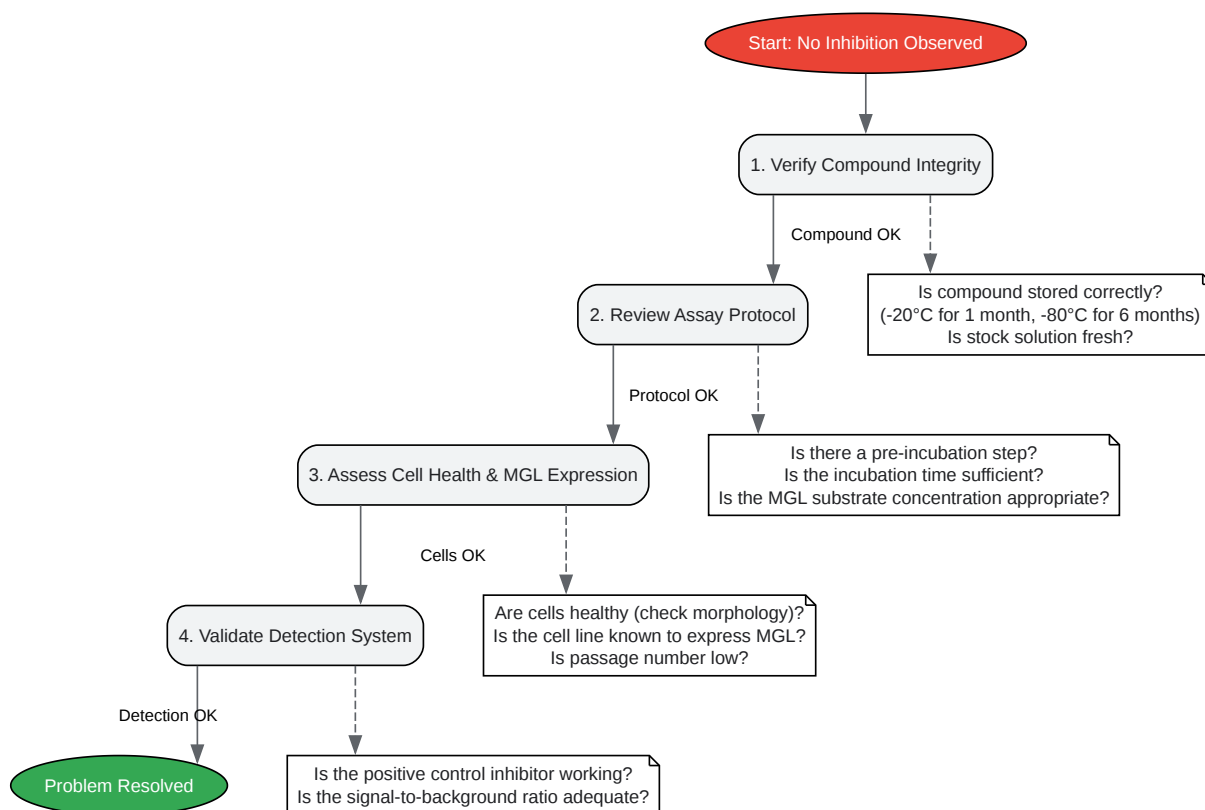 Start: No Inhibition Observed
1. Verify Compound Integrity
Compound OK
Is compound stored correctly?
(-20°C for 1 month, -80°C for 6 months)
Is stock solution fresh?
2. Review Assay Protocol
Protocol OK
Is there a pre-incubation step?
Is the incubation time sufficient?
Is the MGL substrate concentration appropriate?
3. Assess Cell Health & MGL Expression
Cells OK
Are cells healthy (check morphology)?
Is the cell line known to express MGL?
Is passage number low?
4. Validate Detection System
Detection OK
Is the positive control inhibitor working?
Is the signal-to-background ratio adequate?
Problem Resolved